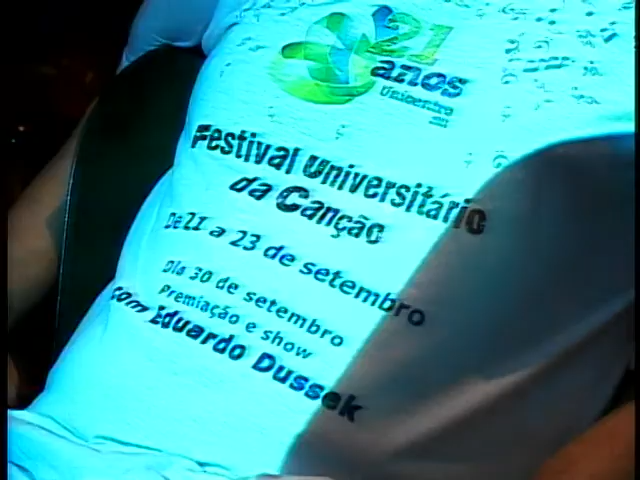 21
anos
Unicentro
Festival Universitário
da Canção
De 21 a 23 de setembro
Dia 30 de setembro
Premiação e show
com Eduardo Dussek